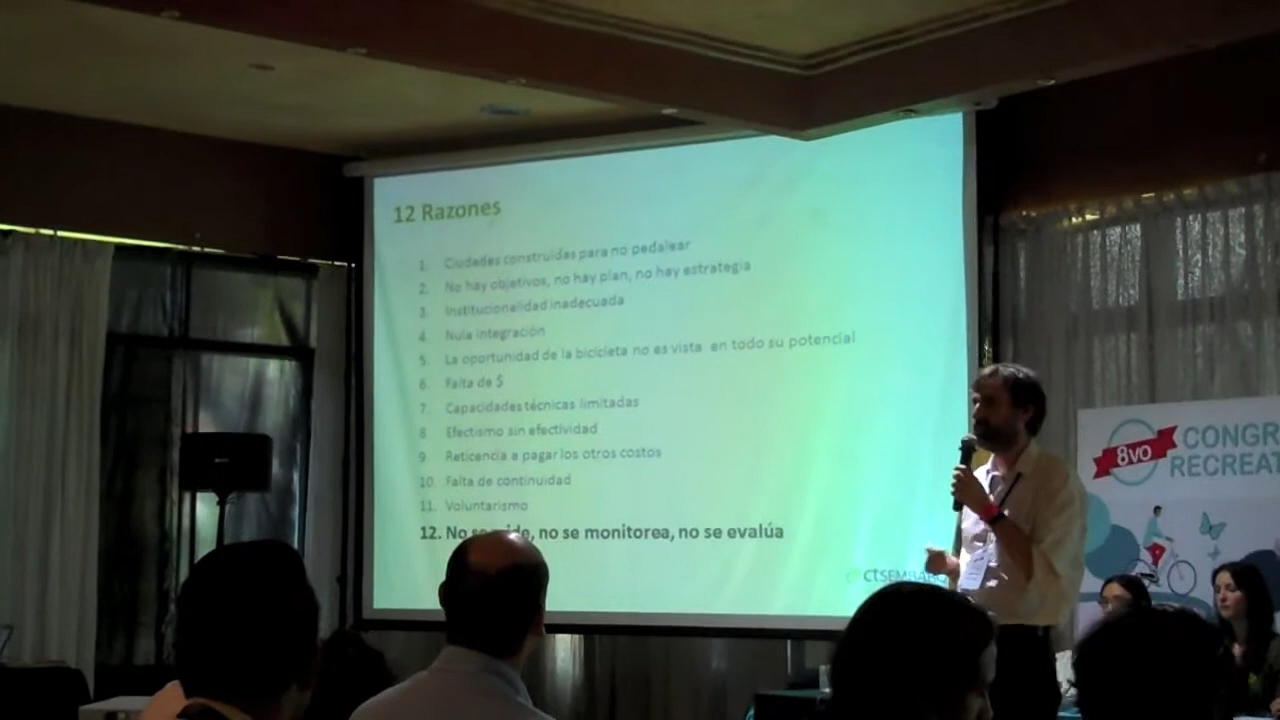 12 Razones
1. Ciudades construidas para no pedalear
2. No hay objetivos, no hay plan, no hay estrategia
3. Institucionalidad inadecuada
4. Nula integración
5. La oportunidad de la bicicleta no es vista en todo su potencial
6. Falta de $
7. Capacidades técnicas limitadas
8 Efectismo sin efectividad
9. Reticencia a pagar los otros costos
10. Falta de continuidad
11. Voluntarismo
12. No se ide, no se monitorea, no se evalúa
CTSEMBARQ
8VO
CONGR
RECREAT